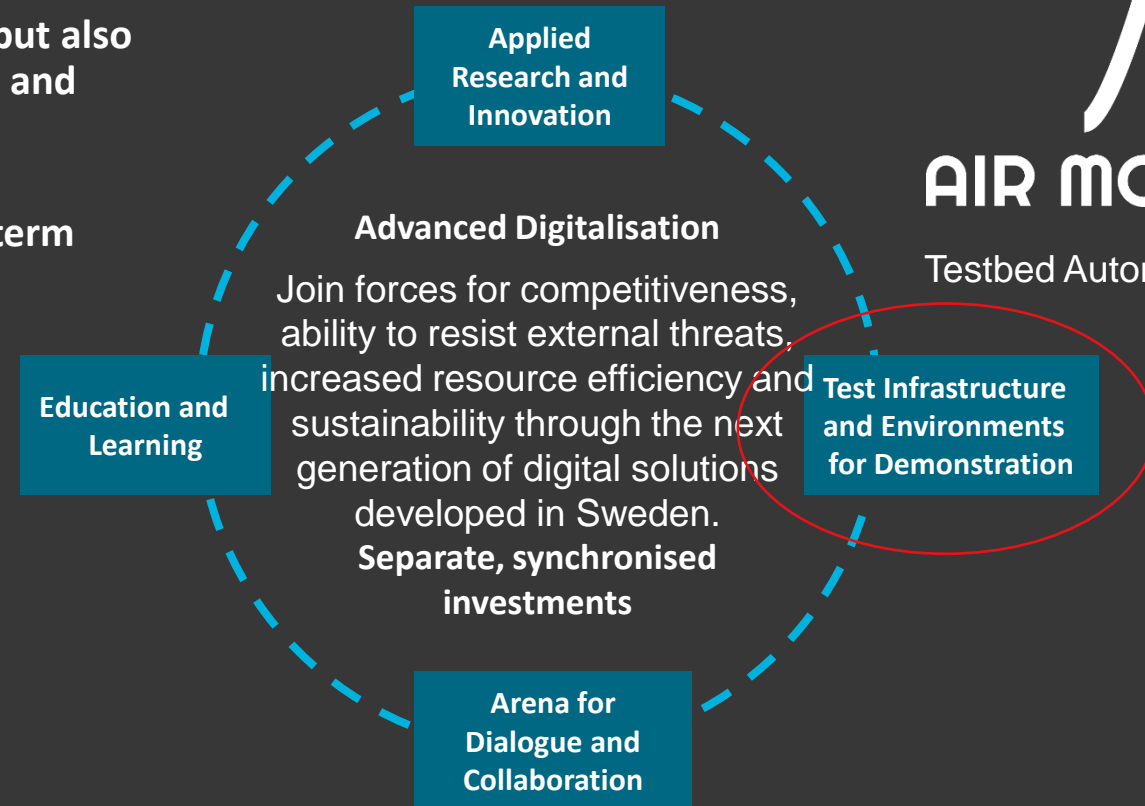 but also
and
term
Applied
Research and
Innovation
AIR MO
Testbed Autor
Advanced Digitalisation
Join forces for competitiveness,
ability to resist external threats,
increased resource efficiency and
sustainability through the next
generation of digital solutions
developed in Sweden.
Separate, synchronised
investments
Education and
Learning
Test Infrastructure
and Environments
for Demonstration
Arena for
Dialogue and
Collaboration